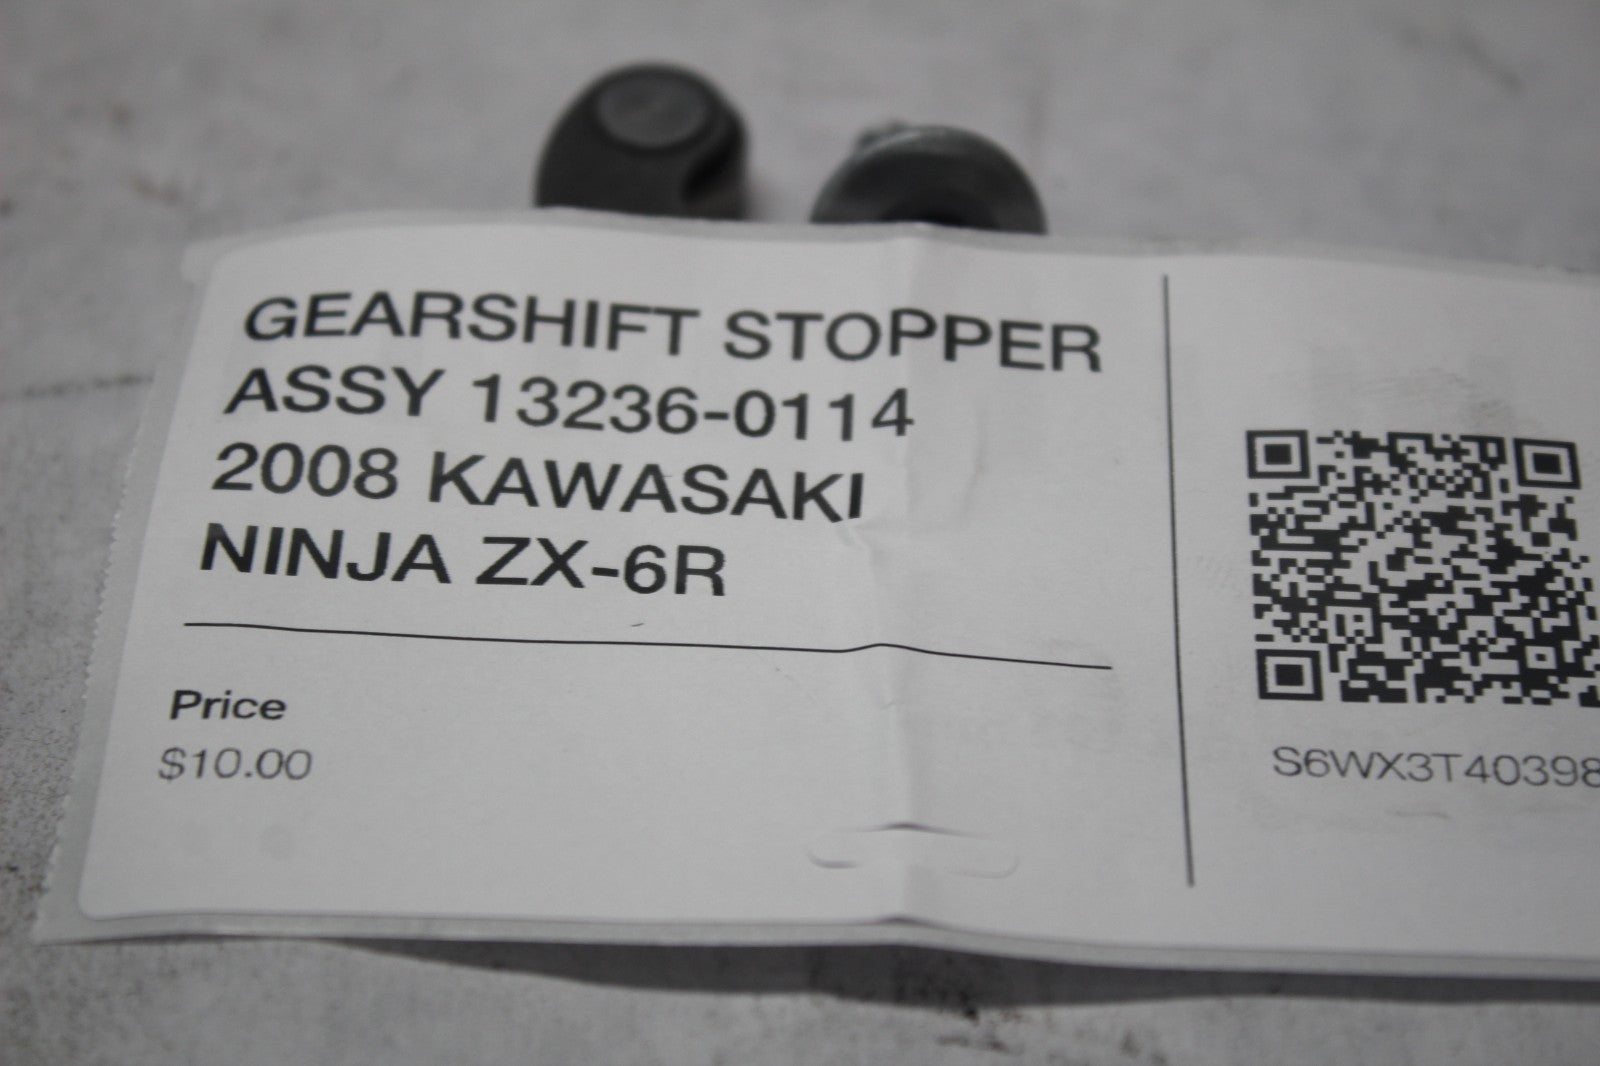 GEARSHIFT STOPPER
ASSY 13236-0114
2008 KAWASAKI
NINJA ZX-6R
Price
$10.00
S6WX3T40398